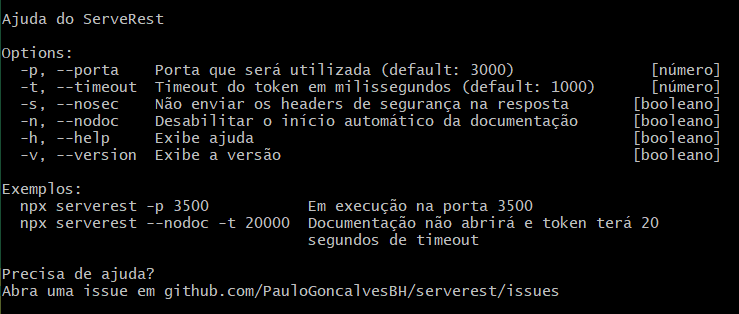 Ajuda do ServeRest
Options:
-p, --porta Porta que será utilizada (default: 3000) [número]
-t, --timeout Timeout do token em milissegundos (default: 1000) [número]
-s, --nosec Não enviar os headers de segurança na resposta [booleano]
-n, --nodoc Desabilitar o início automático da documentação [booleano]
-h, --help Exibe ajuda [booleano]
-v, --version Exibe a versão [booleano]
Exemplos:
npx serverest -p 3500 Em execução na porta 3500
npx serverest --nodoc -t 20000 Documentação não abrirá e token terá 20
segundos de timeout
Precisa de ajuda?
Abra uma issue em github.com/PauloGoncalvesBH/serverest/issues